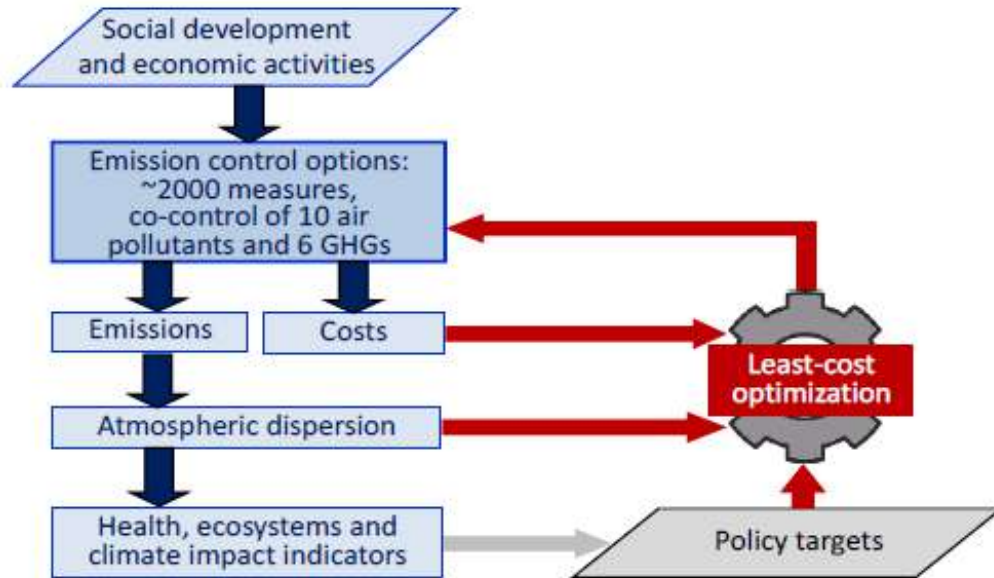 Social development
and economic activities
Emission control options:
~2000 measures,
co-control of 10 air
pollutants and 6 GHGs
Emissions
Costs
Least-cost
optimization
Atmospheric dispersion
Health, ecosystems and
climate impact indicators
Policy targets